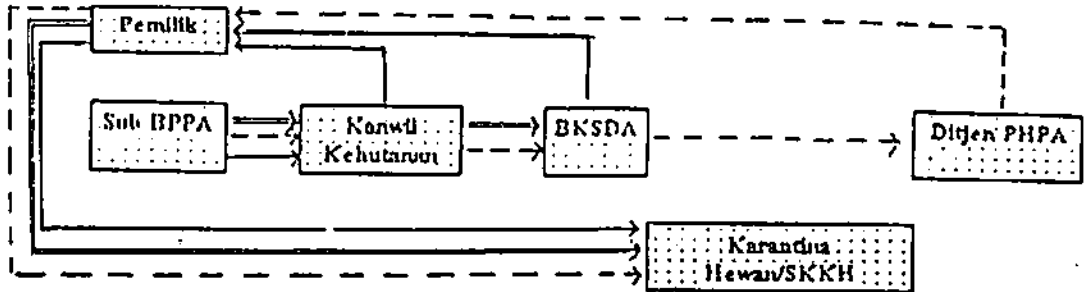 Pemilik
Sub BPPA
Kanwil
Kehutanan
BKSDA
Ditjen PHPA
Karantina
Hewan/SKKH